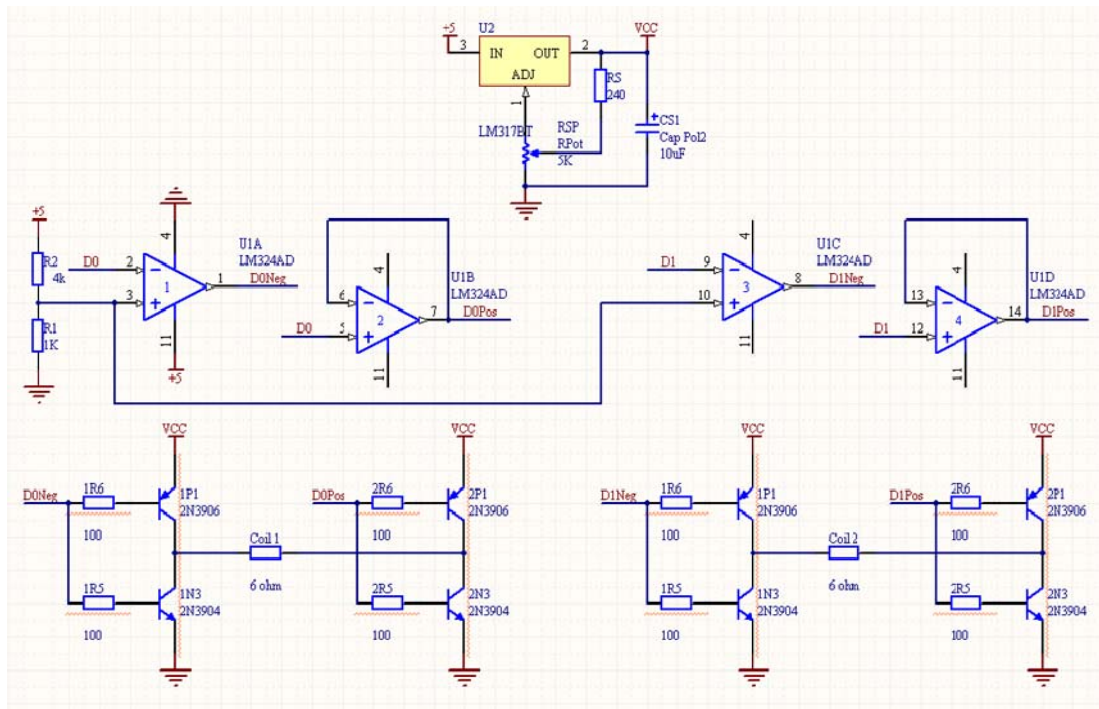 +5
U2
VCC
3
IN
OUT
2
ADJ
1
RS
240
LM317BT
RSP
RPot
5K
+
CS1
Cap Pol2
10uF
+5
R2
4k
R1
1K
D0
2
3
4
1
11
+5
U1A
LM324AD
1
D0Neg
D0
6
5
4
2
11
U1B
LM324AD
7
D0Pos
D1
9
10
4
3
11
U1C
LM324AD
8
D1Neg
D1
13
12
4
4
11
U1D
LM324AD
14
D1Pos
VCC
D0Neg
1R6
100
1P1
2N3906
1R5
100
1N3
2N3904
Coil 1
6 ohm
VCC
D0Pos
2R6
100
2P1
2N3906
2R5
100
2N3
2N3904
VCC
D1Neg
1R6
100
1P1
2N3906
1R5
100
1N3
2N3904
Coil 2
6 ohm
VCC
D1Pos
2R6
100
2P1
2N3906
2R5
100
2N3
2N3904